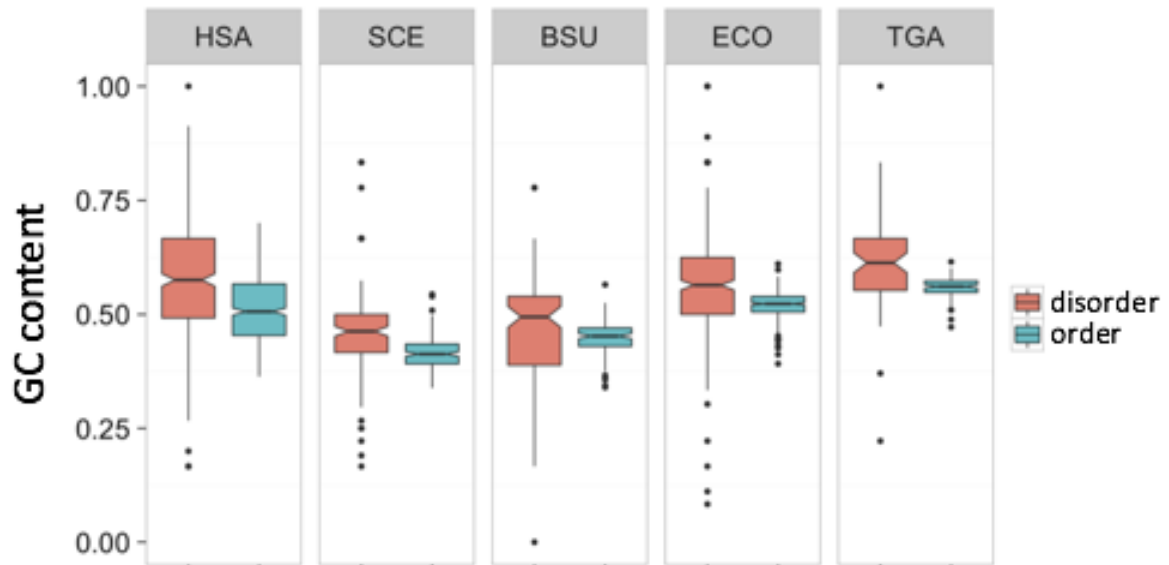 HSA SCE BSU ECO TGA
1.00
0.75
0.50
0.25
0.00
GC content
disorder
order